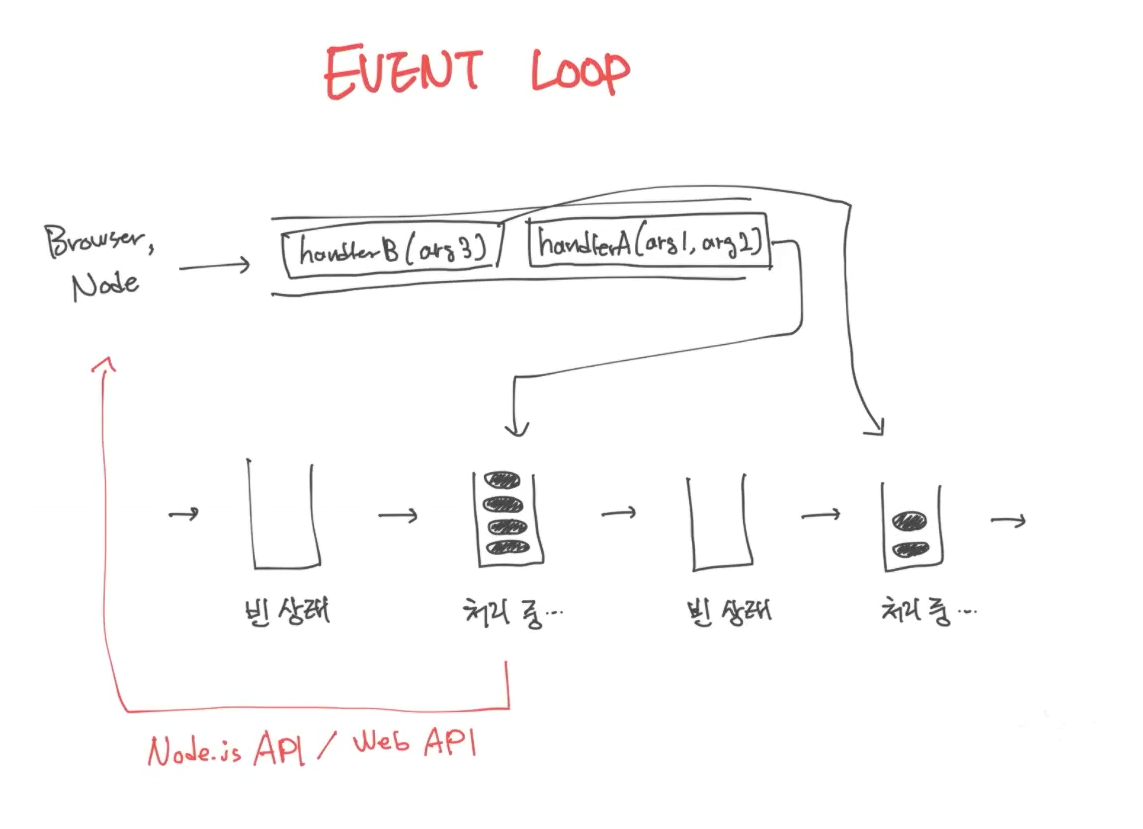 EVENT LOOP
Browser,
Node
handlerB(arg3)
handlerA(arg1, arg2)
빈 상태
처리 중...
빈 상태
처리 중...
Node.js API / Web API